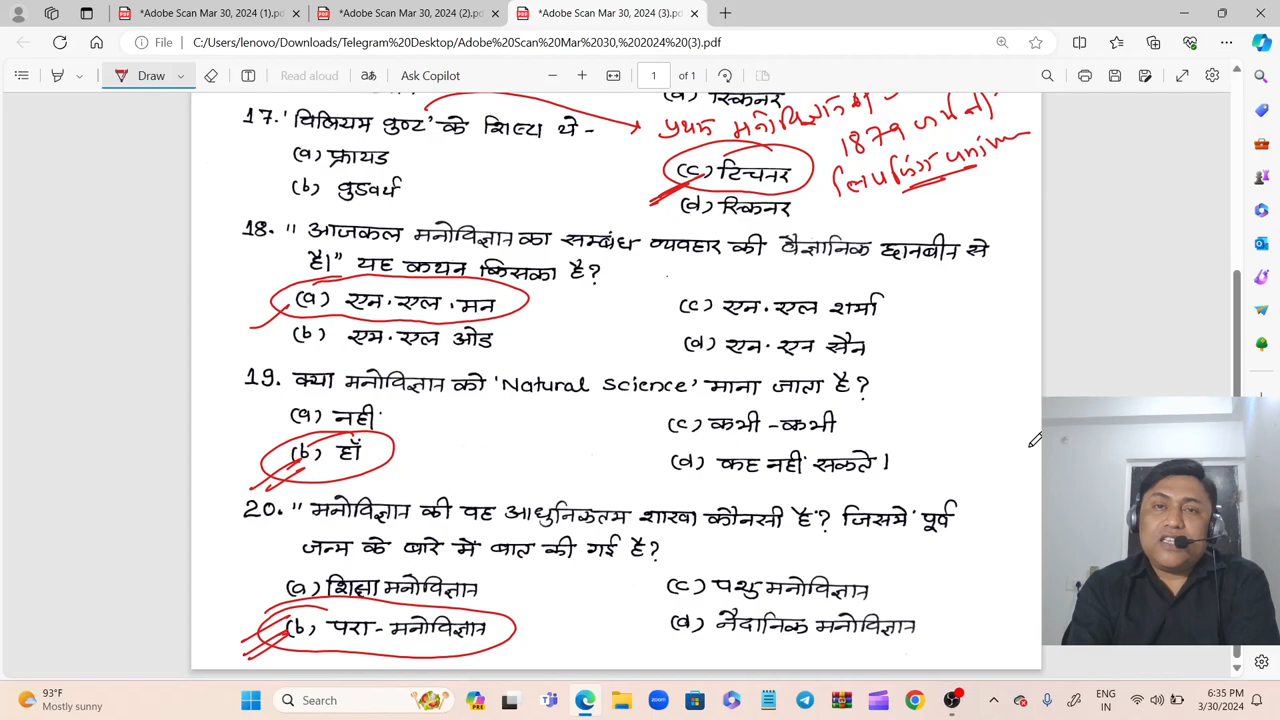 *Adobe Scan Mar 30, 2024 (1).pdf
*Adobe Scan Mar 30, 2024 (2).pdf
*Adobe Scan Mar 30, 2024 (3).pdf
File C:/Users/lenovo/Downloads/Telegram%20Desktop/Adobe%20Scan%20Mar%2030,%202024%20(3).pdf
Draw Read aloud Ask Copilot 1 of 1
(d) स्किनर
17. 'विलियम वुण्ट' के शिष्य थे -
प्रथम
1879
(a) फ्रायड
(c) टिचनर
(b) वुडवर्थ
(d) स्किनर
18. " आजकल मनोविज्ञान का सम्बंध व्यवहार की वैज्ञानिक छानबीन से
है।" यह कथन किसका है?
(a) एन.एल.मन
(c) एन.एल शर्मा
(b) एम.एल ओड
(d) एन.एन सैन
19. क्या मनोविज्ञान को 'Natural Science' माना जाता है?
(a) नहीं
(c) कभी-कभी
(b) हाँ
(d) कह नहीं सकते।
20. " मनोविज्ञान की वह आधुनिकतम शाखा कौनसी है? जिसमें पूर्व
जन्म के बारे में बात की गई है?
(a) शिक्षा मनोविज्ञान
(c) पशु मनोविज्ञान
(b) परा-मनोविज्ञान
(d) नैदानिक मनोविज्ञान
93°F
Mostly sunny
Search
zoom
PRE
ENG
IN
3:35 PM
3/30/2024